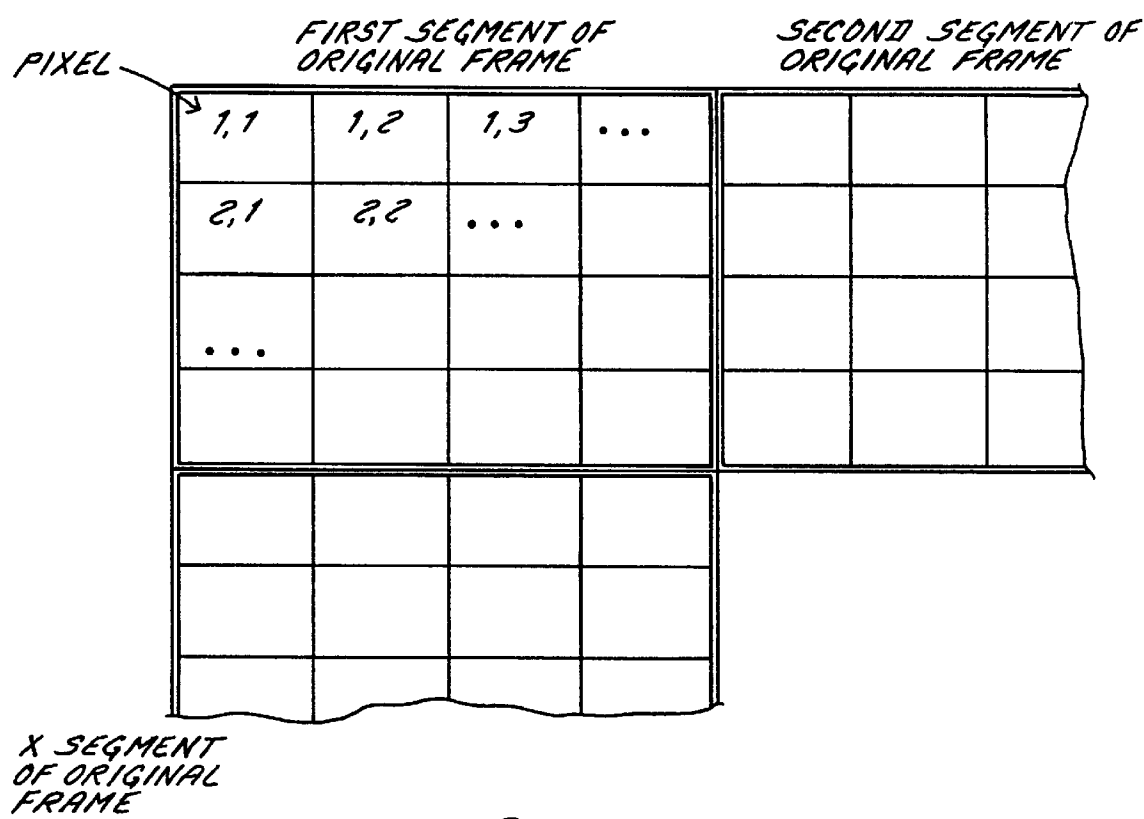 FIRST SEGMENT OF
ORIGINAL FRAME
SECOND SEGMENT OF
ORIGINAL FRAME
PIXEL
1,1 1,2 1,3 ...
2,1 2,2 ...
...
X SEGMENT
OF ORIGINAL
FRAME